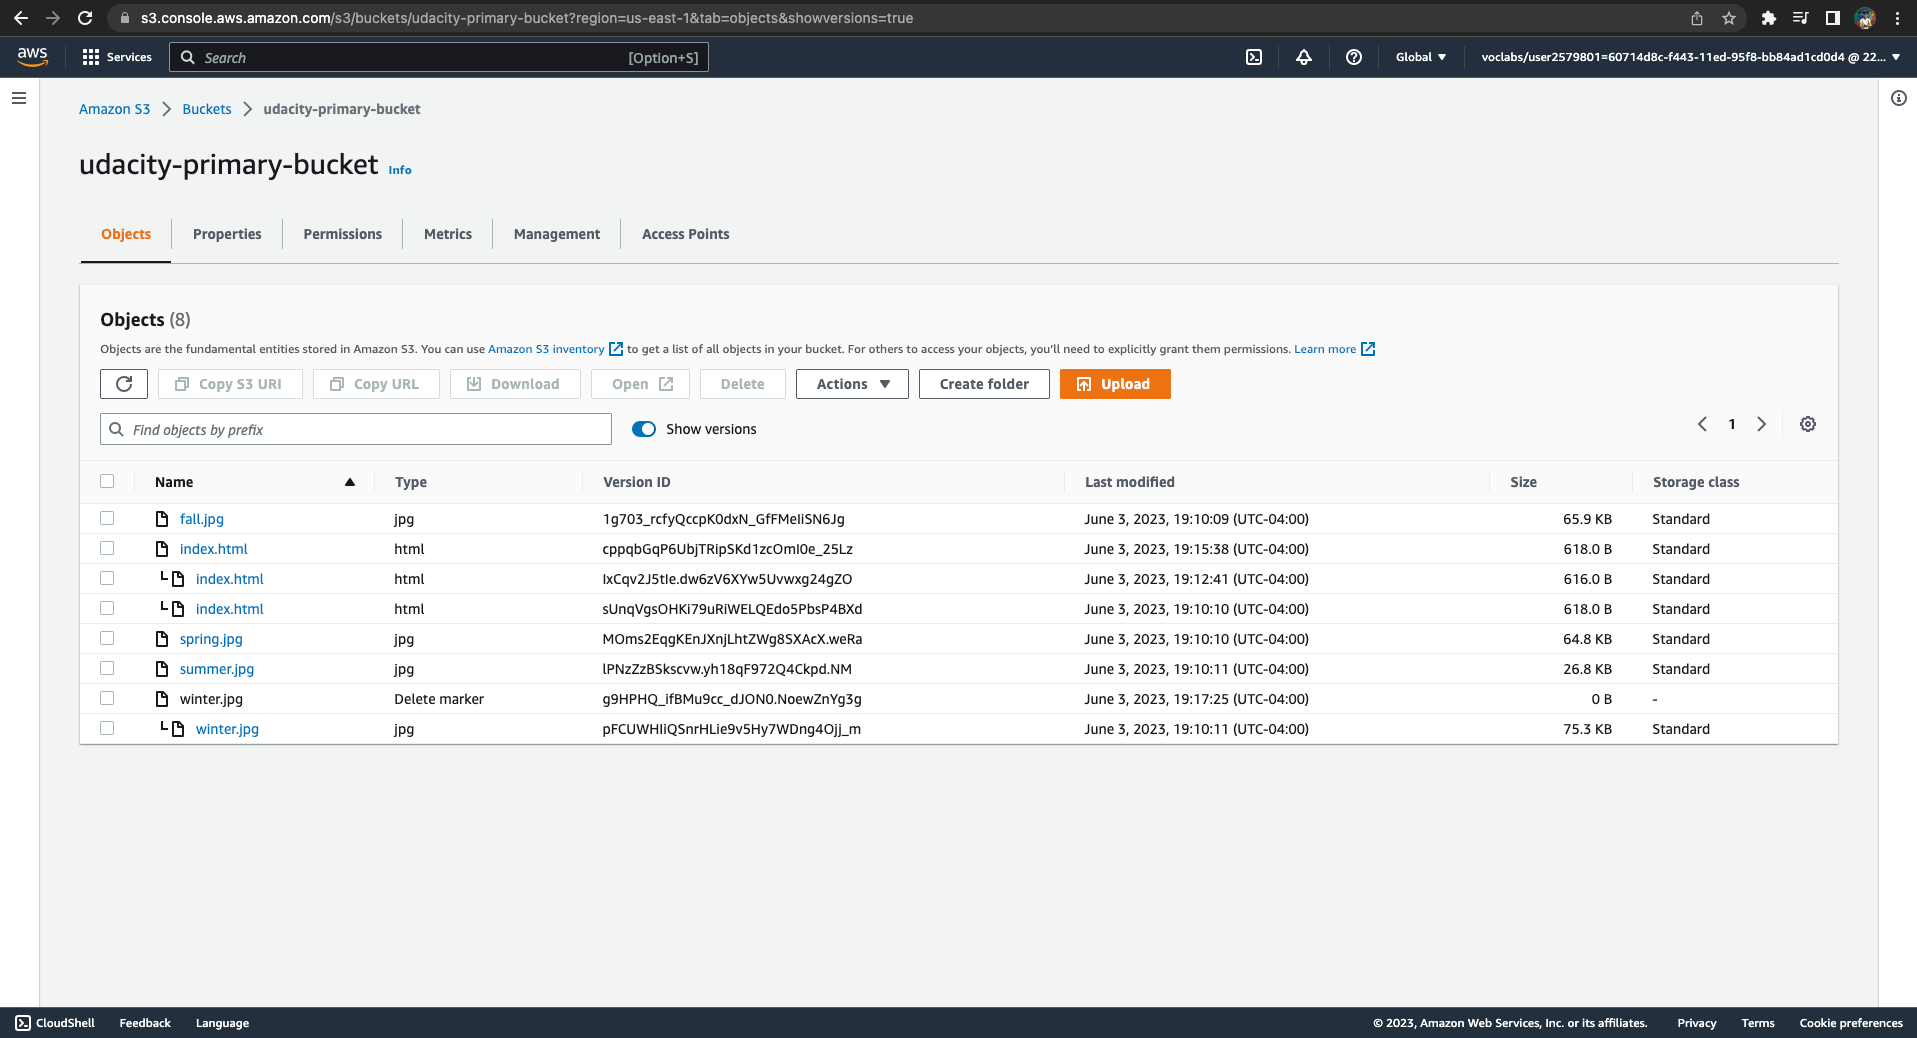 s3.console.aws.amazon.com/s3/buckets/udacity-primary-bucket?region=us-east-1&tab=objects&showversions=true
aws Services Search [Option+S] Global voclabs/user2579801=60714d8c-f443-11ed-95f8-bb84ad1cd0d4 @ 22...
Amazon S3 Buckets udacity-primary-bucket
udacity-primary-bucket Info
Objects Properties Permissions Metrics Management Access Points
Objects (8)
Objects are the fundamental entities stored in Amazon S3. You can use Amazon S3 inventory to get a list of all objects in your bucket. For others to access your objects, you'll need to explicitly grant them permissions. Learn more
Copy S3 URI Copy URL Download Open Delete Actions Create folder Upload
Find objects by prefix Show versions 1
Name Type Version ID Last modified Size Storage class
fall.jpg jpg 1g703_rcfyQccpK0dxN_GfFMeIiSN6Jg June 3, 2023, 19:10:09 (UTC-04:00) 65.9 KB Standard
index.html html cppqbGqP6UbjTRipSKd1zcOmI0e_25Lz June 3, 2023, 19:15:38 (UTC-04:00) 618.0 B Standard
index.html html IxCqv2J5tIe.dw6zV6XYw5Uvwxg24gZO June 3, 2023, 19:12:41 (UTC-04:00) 616.0 B Standard
index.html html sUnqVgsOHKi79uRiWELQEdo5PbsP4BXd June 3, 2023, 19:10:10 (UTC-04:00) 618.0 B Standard
spring.jpg jpg MOms2EqgKEnJXnjLhtZWg8SXAcX.weRa June 3, 2023, 19:10:10 (UTC-04:00) 64.8 KB Standard
summer.jpg jpg lPNzZzBSkscvw.yh18qF972Q4Ckpd.NM June 3, 2023, 19:10:11 (UTC-04:00) 26.8 KB Standard
winter.jpg Delete marker g9HPHQ_ifBMu9cc_dJON0.NoewZnYg3g June 3, 2023, 19:17:25 (UTC-04:00) 0 B -
winter.jpg jpg pFCUWHIiQSnrHLie9v5Hy7WDng4Ojj_m June 3, 2023, 19:10:11 (UTC-04:00) 75.3 KB Standard
CloudShell Feedback Language © 2023, Amazon Web Services, Inc. or its affiliates. Privacy Terms Cookie preferences